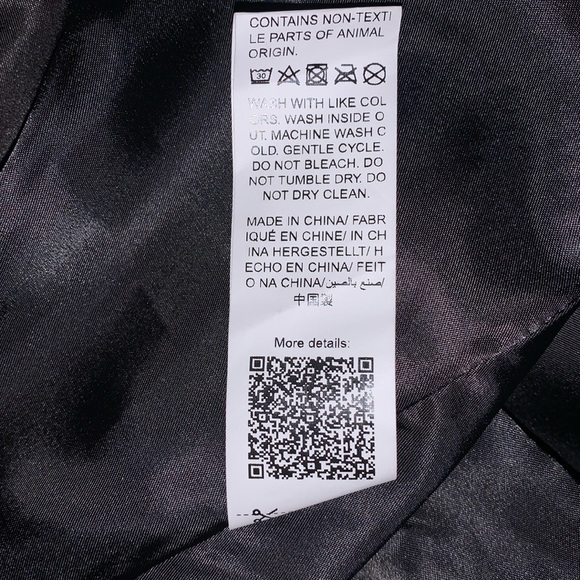 CONTAINS NON-TEXTI
LE PARTS OF ANIMAL
ORIGIN.
30
WASH WITH LIKE COL
ORS. WASH INSIDE O
UT. MACHINE WASH C
OLD. GENTLE CYCLE.
DO NOT BLEACH. DO
NOT TUMBLE DRY. DO
NOT DRY CLEAN.
MADE IN CHINA/ FABR
IQUÉ EN CHINE/ IN CH
INA HERGESTELLT/ H
ECHO EN CHINA/ FEIT
O NA CHINA/صنع بالصين/
中国製
More details: